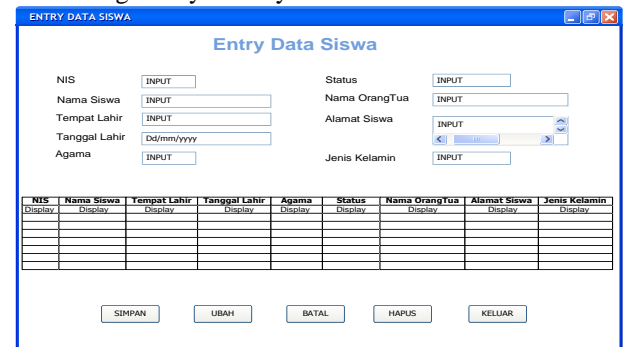 ENTRY DATA SISWA
Entry Data Siswa
NIS INPUT Status INPUT
Nama Siswa INPUT Nama OrangTua INPUT
Tempat Lahir INPUT Alamat Siswa INPUT
Tanggal Lahir Dd/mm/yyyy
Agama INPUT Jenis Kelamin INPUT
NIS Nama Siswa Tempat Lahir Tanggal Lahir Agama Status Nama OrangTua Alamat Siswa Jenis Kelamin
Display Display Display Display Display Display Display Display Display
SIMPAN UBAH BATAL HAPUS KELUAR